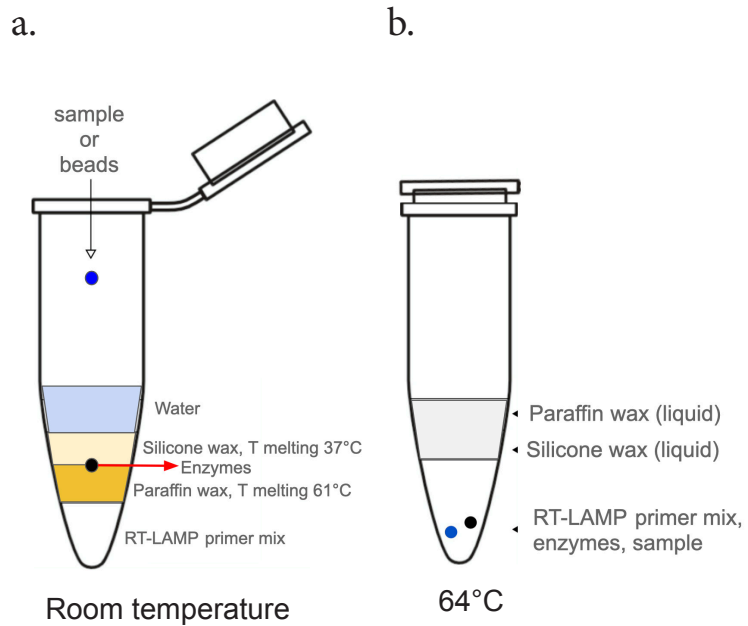 a.
b.
sample
or
beads
Water
Silicone wax, T melting 37°C
Enzymes
Paraffin wax, T melting 61°C
RT-LAMP primer mix
Room temperature
Paraffin wax (liquid)
Silicone wax (liquid)
RT-LAMP primer mix,
enzymes, sample
64°C